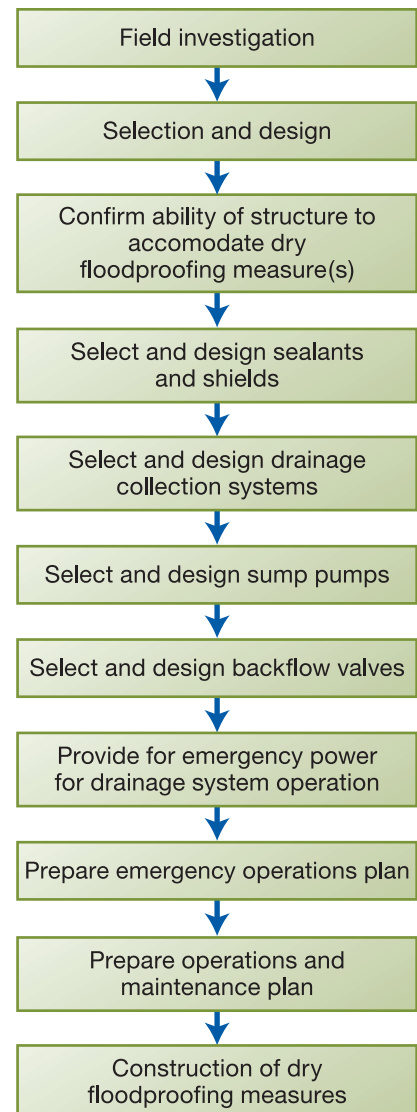 Field investigation
Selection and design
Confirm ability of structure to
accomodate dry
floodproofing measure(s)
Select and design sealants
and shields
Select and design drainage
collection systems
Select and design sump pumps
Select and design backflow valves
Provide for emergency power
for drainage system operation
Prepare emergency operations plan
Prepare operations and
maintenance plan
Construction of dry
floodproofing measures